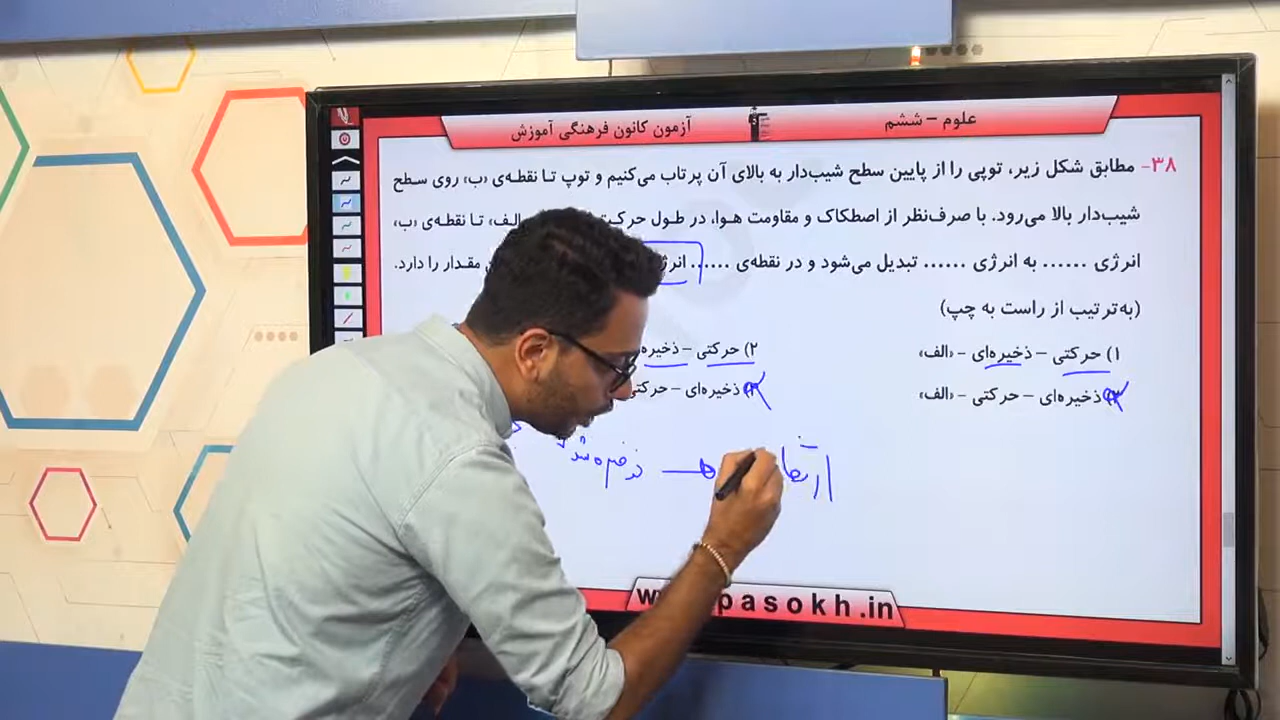 علوم – ششم
آزمون کانون فرهنگی آموزش
۳۸- مطابق شکل زیر، توپی را از پایین سطح شیب‌دار به بالای آن پرتاب می‌کنیم و توپ تا نقطه‌ی «ب» روی سطح
شیب‌دار بالا می‌رود. با صرف‌نظر از اصطکاک و مقاومت هوا، در طول حرکت الف» تا نقطه‌ی «ب»،
انرژی ...... به انرژی ...... تبدیل می‌شود و در نقطه‌ی ...... انرژ مقدار را دارد.
(به‌ترتیب از راست به چپ)
۱) حرکتی – ذخیره‌ای – «الف»
۲) حرکتی – ذخیره
ذخیره‌ای – حرکتی – «الف»
ذخیره‌ای – حرکتی
ارتفا ذخیره شد
pasokh.in